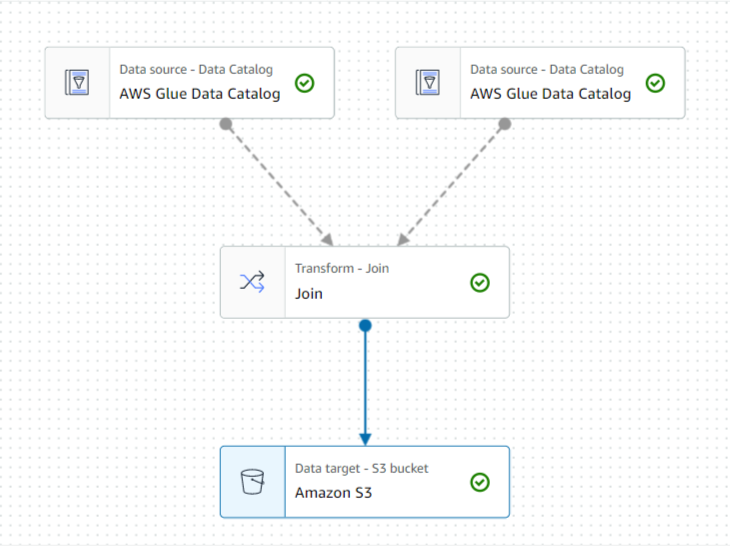 Data source - Data Catalog
AWS Glue Data Catalog
Data source - Data Catalog
AWS Glue Data Catalog
Transform - Join
Join
Data target - S3 bucket
Amazon S3